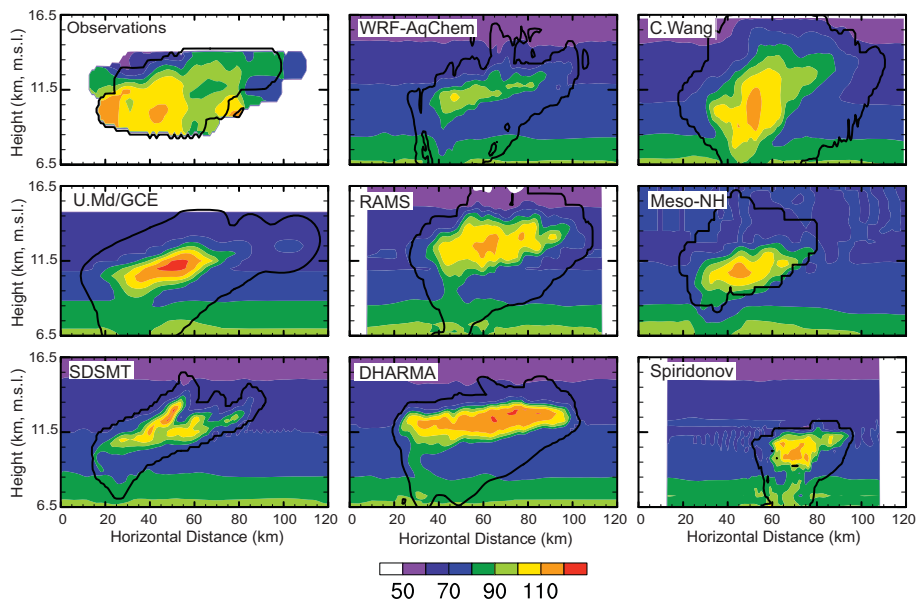 Observations
WRF-AqChem
C.Wang
Height (km, m.s.l.)
16.5
11.5
6.5
U.Md/GCE
RAMS
Meso-NH
Height (km, m.s.l.)
16.5
11.5
6.5
SDSMT
DHARMA
Spiridonov
Height (km, m.s.l.)
16.5
11.5
6.5
0 20 40 60 80 100 120
0 20 40 60 80 100 120
0 20 40 60 80 100 120
Horizontal Distance (km)
Horizontal Distance (km)
Horizontal Distance (km)
50 70 90 110